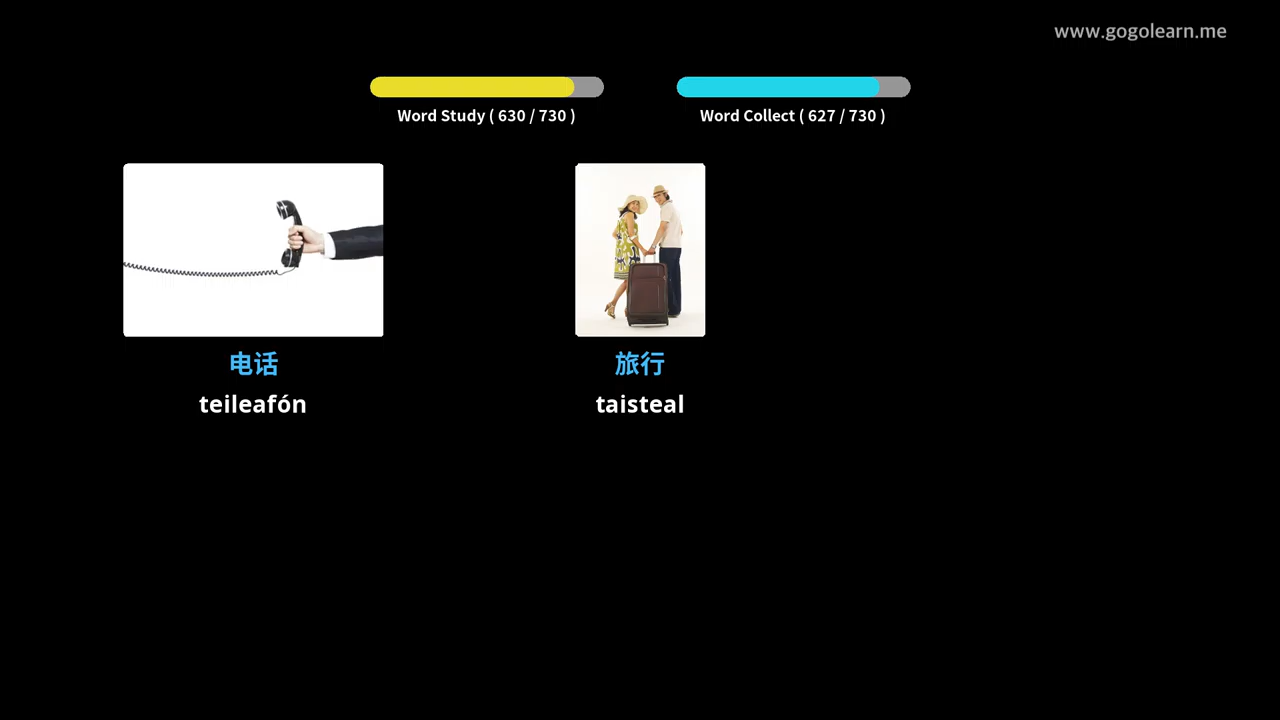 www.gogolearn.me
Word Study ( 630 / 730 )
Word Collect ( 627 / 730 )
电话
teileafón
旅行
taisteal